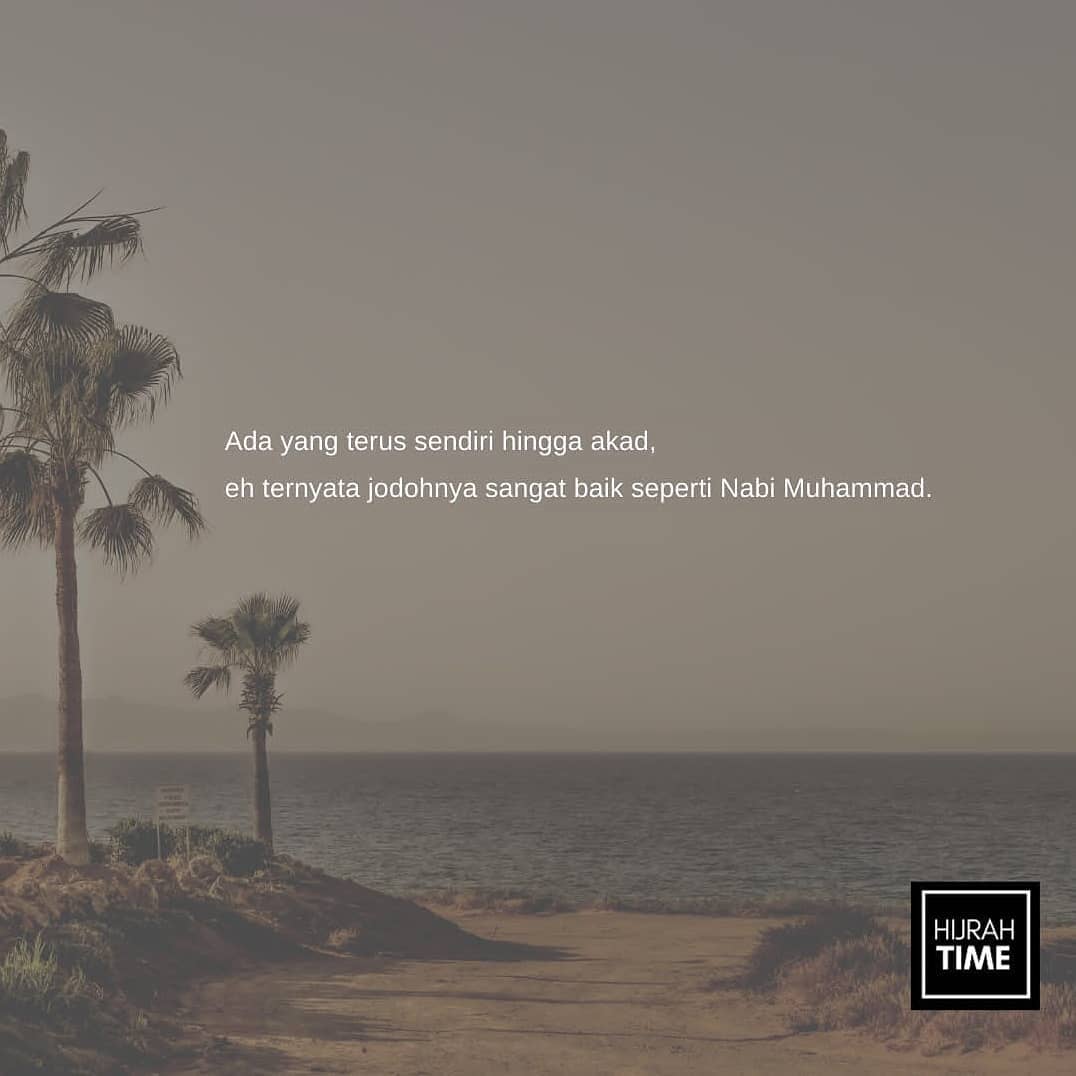 Ada yang terus sendiri hingga akad,
eh ternyata jodohnya sangat baik seperti Nabi Muhammad.
HIJRAH
TIME